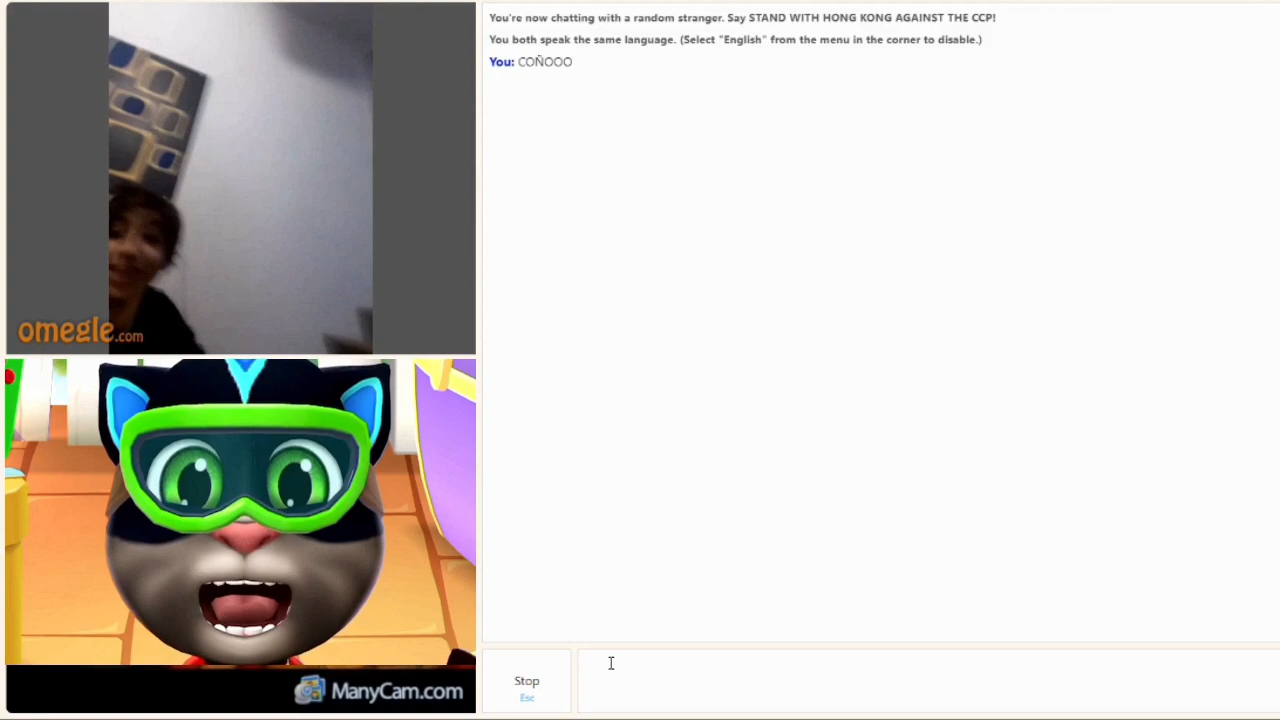 You're now chatting with a random stranger. Say STAND WITH HONG KONG AGAINST THE CCP!
You both speak the same language. (Select "English" from the menu in the corner to disable.)
You: COÑOOO
omegle.com
ManyCam.com
Stop
Esc